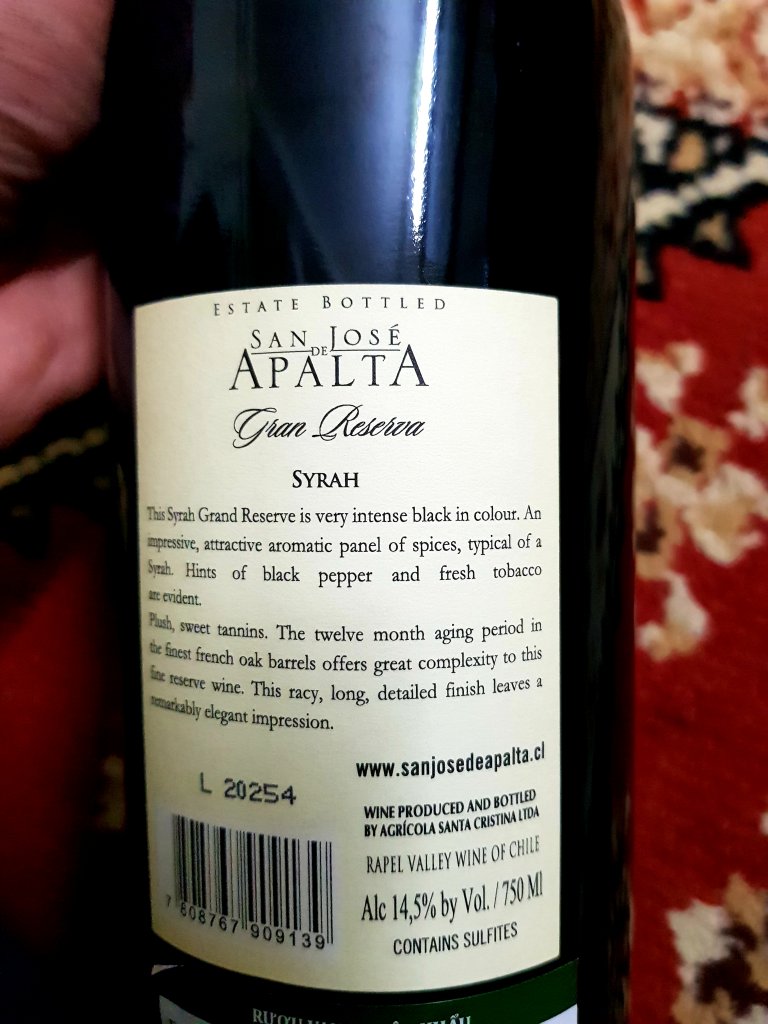 ESTATE BOTTLED
SAN JOSÉ
DE
APALTA
Gran Reserva
SYRAH
This Syrah Grand Reserve is very intense black in colour. An
impressive, attractive aromatic panel of spices, typical of a
Syrah. Hints of black pepper and fresh tobacco
are evident.
Plush, sweet tannins. The twelve month aging period in
the finest french oak barrels offers great complexity to this
fine reserve wine. This racy, long, detailed finish leaves a
remarkably elegant impression.
www.sanjosedeapalta.cl
L 20254
WINE PRODUCED AND BOTTLED
BY AGRÍCOLA SANTA CRISTINA LTDA
RAPEL VALLEY WINE OF CHILE
Alc 14,5% by Vol. / 750 Ml
CONTAINS SULFITES
7 808767 909139
RƯỢU